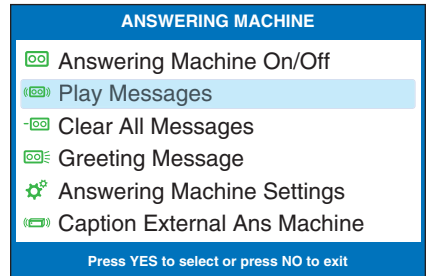 ANSWERING MACHINE
Answering Machine On/Off
Play Messages
Clear All Messages
Greeting Message
Answering Machine Settings
Caption External Ans Machine
Press YES to select or press NO to exit